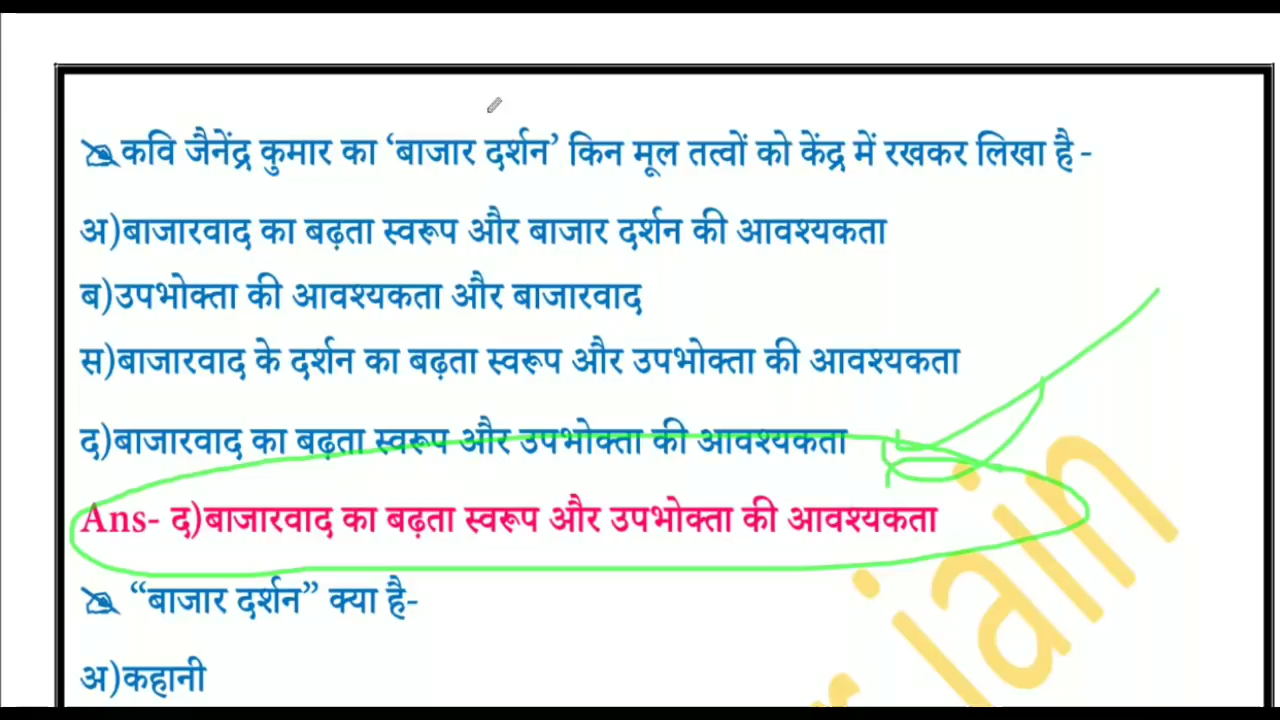 कवि जैनेंद्र कुमार का ‘बाजार दर्शन’ किन मूल तत्वों को केंद्र में रखकर लिखा है -
अ)बाजारवाद का बढ़ता स्वरूप और बाजार दर्शन की आवश्यकता
ब)उपभोक्ता की आवश्यकता और बाजारवाद
स)बाजारवाद के दर्शन का बढ़ता स्वरूप और उपभोक्ता की आवश्यकता
द)बाजारवाद का बढ़ता स्वरूप और उपभोक्ता की आवश्यकता
Ans- द)बाजारवाद का बढ़ता स्वरूप और उपभोक्ता की आवश्यकता
“बाजार दर्शन” क्या है-
अ)कहानी
jain